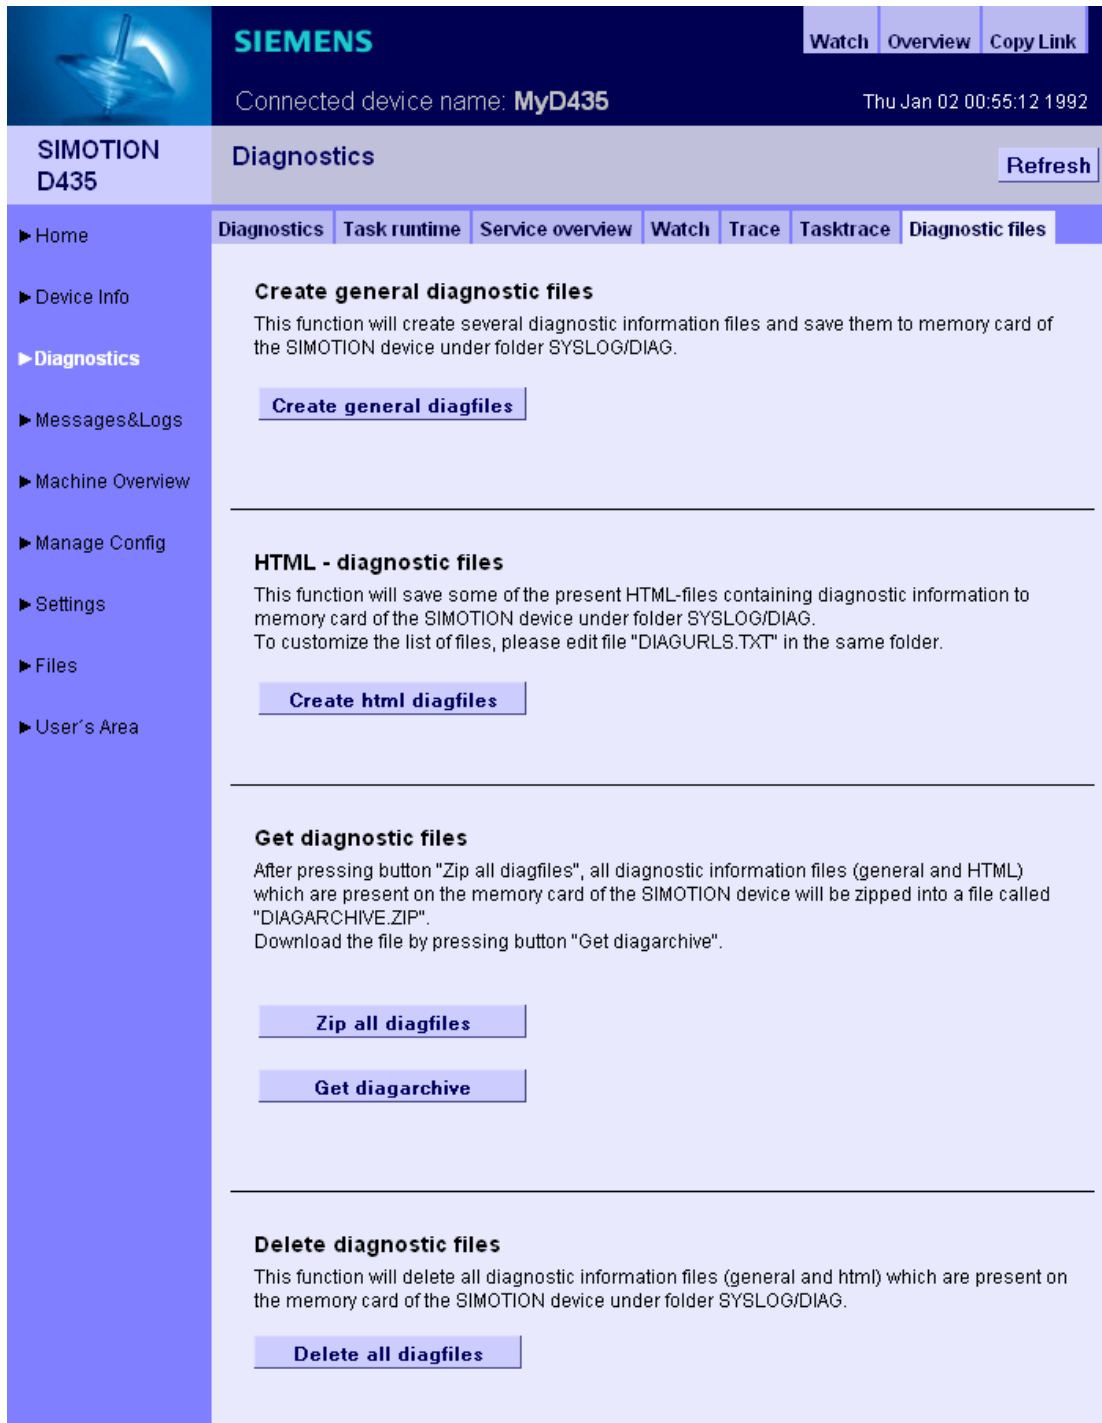 SIEMENS
Watch
Overview
Copy Link
Connected device name: MyD435
Thu Jan 02 00:55:12 1992
SIMOTION
D435
Diagnostics
Refresh
Home
Device Info
Diagnostics
Messages&Logs
Machine Overview
Manage Config
Settings
Files
User´s Area
Diagnostics
Task runtime
Service overview
Watch
Trace
Tasktrace
Diagnostic files
Create general diagnostic files
This function will create several diagnostic information files and save them to memory card of
the SIMOTION device under folder SYSLOG/DIAG.
Create general diagfiles
HTML - diagnostic files
This function will save some of the present HTML-files containing diagnostic information to
memory card of the SIMOTION device under folder SYSLOG/DIAG.
To customize the list of files, please edit file "DIAGURLS.TXT" in the same folder.
Create html diagfiles
Get diagnostic files
After pressing button "Zip all diagfiles", all diagnostic information files (general and HTML)
which are present on the memory card of the SIMOTION device will be zipped into a file called
"DIAGARCHIVE.ZIP".
Download the file by pressing button "Get diagarchive".
Zip all diagfiles
Get diagarchive
Delete diagnostic files
This function will delete all diagnostic information files (general and html) which are present on
the memory card of the SIMOTION device under folder SYSLOG/DIAG.
Delete all diagfiles